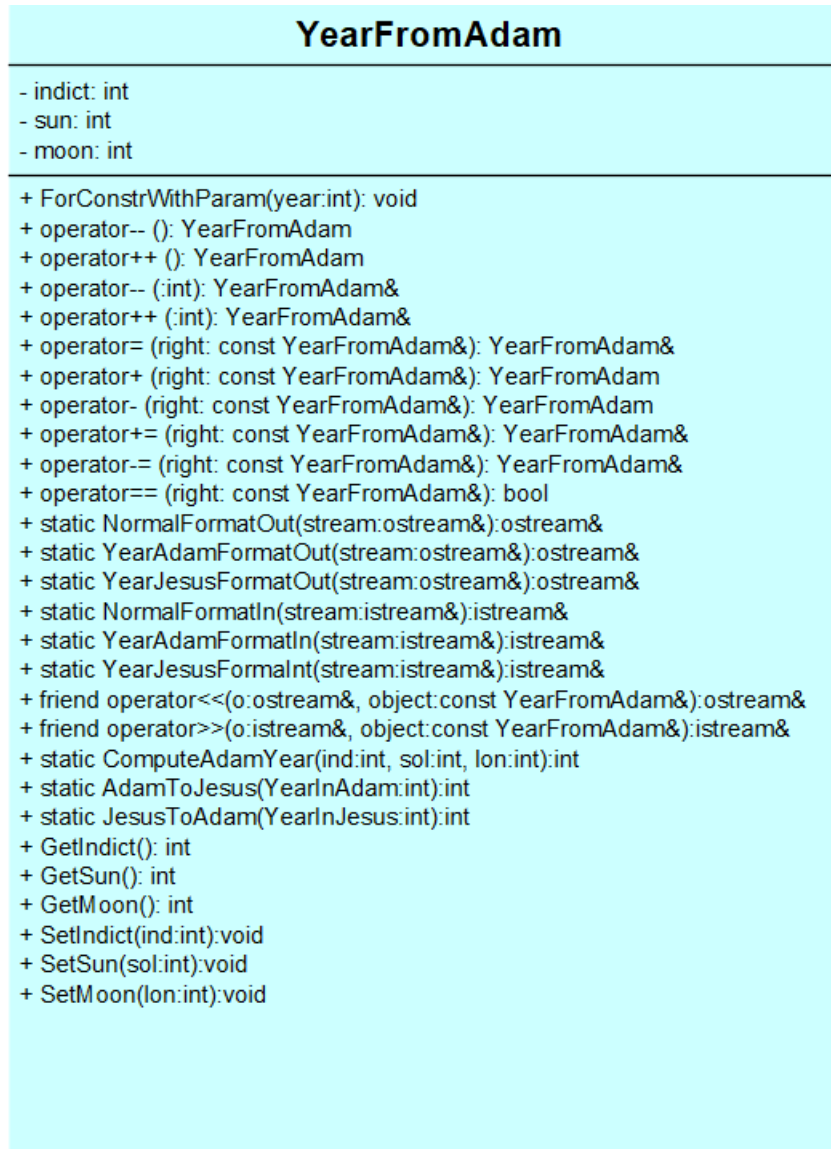 YearFromAdam
- indict: int
- sun: int
- moon: int
+ ForConstrWithParam(year:int): void
+ operator-- (): YearFromAdam
+ operator++ (): YearFromAdam
+ operator-- (:int): YearFromAdam&
+ operator++ (:int): YearFromAdam&
+ operator= (right: const YearFromAdam&): YearFromAdam&
+ operator+ (right: const YearFromAdam&): YearFromAdam
+ operator- (right: const YearFromAdam&): YearFromAdam
+ operator+= (right: const YearFromAdam&): YearFromAdam&
+ operator-= (right: const YearFromAdam&): YearFromAdam&
+ operator== (right: const YearFromAdam&): bool
+ static NormalFormatOut(stream:ostream&):ostream&
+ static YearAdamFormatOut(stream:ostream&):ostream&
+ static YearJesusFormatOut(stream:ostream&):ostream&
+ static NormalFormatIn(stream:istream&):istream&
+ static YearAdamFormatIn(stream:istream&):istream&
+ static YearJesusFormaInt(stream:istream&):istream&
+ friend operator<<(o:ostream&, object:const YearFromAdam&):ostream&
+ friend operator>>(o:istream&, object:const YearFromAdam&):istream&
+ static ComputeAdamYear(ind:int, sol:int, lon:int):int
+ static AdamToJesus(YearInAdam:int):int
+ static JesusToAdam(YearInJesus:int):int
+ GetIndict(): int
+ GetSun(): int
+ GetMoon(): int
+ SetIndict(ind:int):void
+ SetSun(sol:int):void
+ SetMoon(lon:int):void